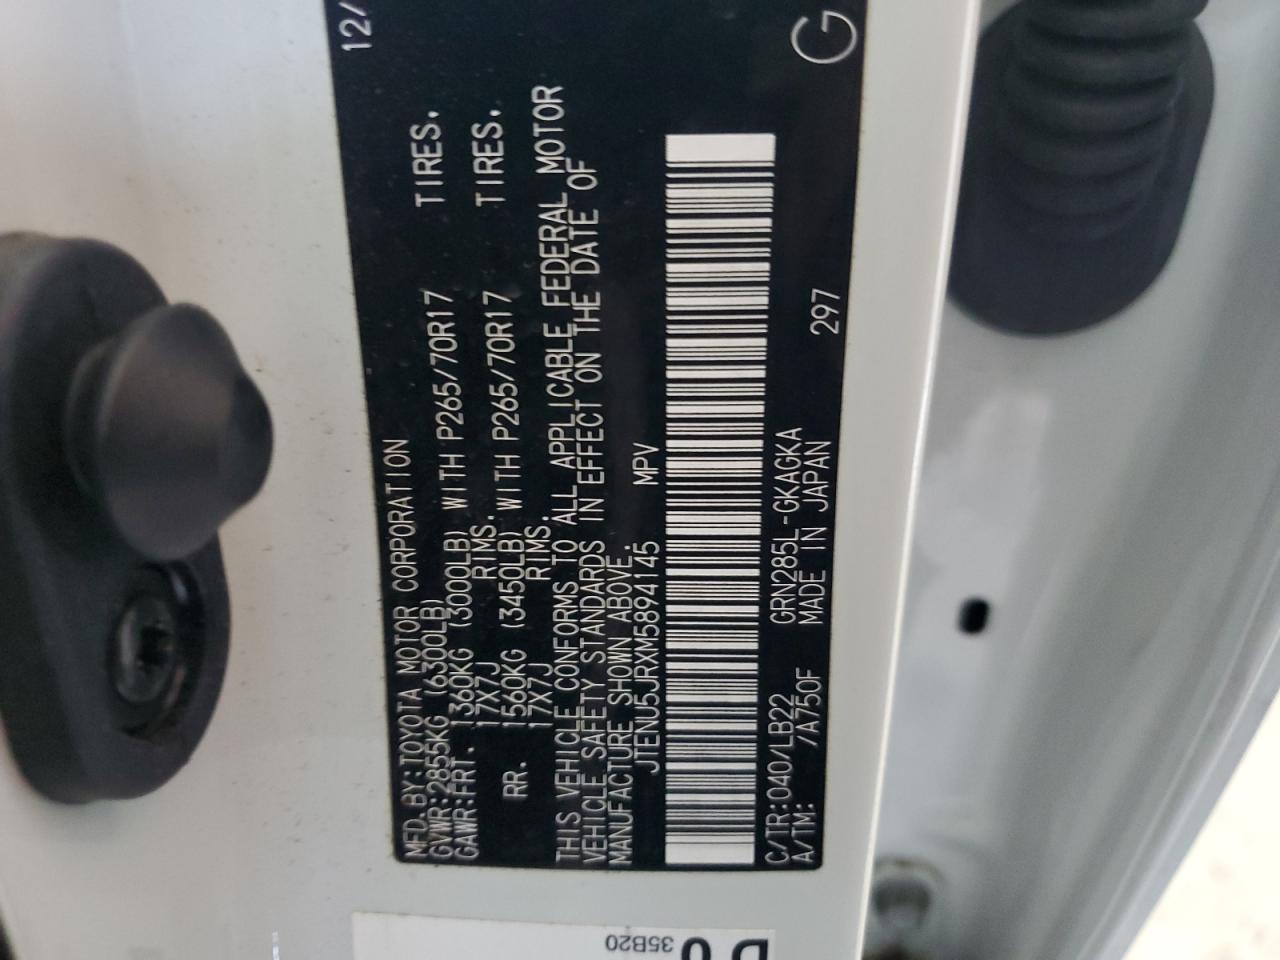 MFD.BY:TOYOTA MOTOR CORPORATION 12/
GVWR:2855KG (6300LB)
GAWR:FRT. 1360KG (3000LB) WITH P265/70R17 TIRES,
17X7J RIMS.
RR. 1560KG (3450LB) WITH P265/70R17 TIRES,
17X7J RIMS.
THIS VEHICLE CONFORMS TO ALL APPLICABLE FEDERAL MOTOR
VEHICLE SAFETY STANDARDS IN EFFECT ON THE DATE OF
MANUFACTURE SHOWN ABOVE.
JTENU5JRXM5894145 MPV
C/TR:040/LB22 GRN285L-GKAGKA 297 G
A/TM: /A750F MADE IN JAPAN
35B20